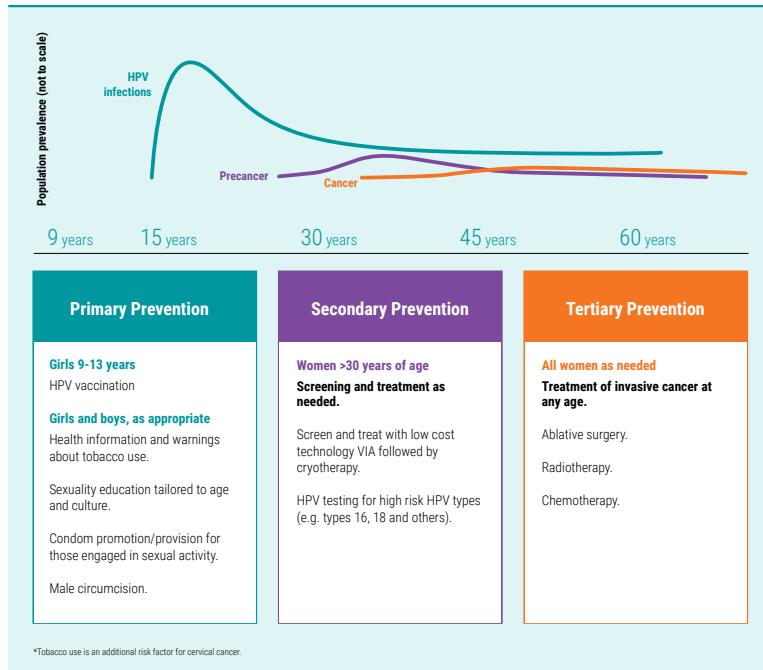 Population prevalence (not to scale)
HPV
infections
Precancer
Cancer
9 years
15 years
30 years
45 years
60 years
Primary Prevention
Girls 9-13 years
HPV vaccination
Girls and boys, as appropriate
Health information and warnings
about tobacco use.
Sexuality education tailored to age
and culture.
Condom promotion/provision for
those engaged in sexual activity.
Male circumcision.
Secondary Prevention
Women >30 years of age
Screening and treatment as
needed.
Screen and treat with low cost
technology VIA followed by
cryotherapy.
HPV testing for high risk HPV types
(e.g. types 16, 18 and others).
Tertiary Prevention
All women as needed
Treatment of invasive cancer at
any age.
Ablative surgery.
Radiotherapy.
Chemotherapy.
*Tobacco use is an additional risk factor for cervical cancer.